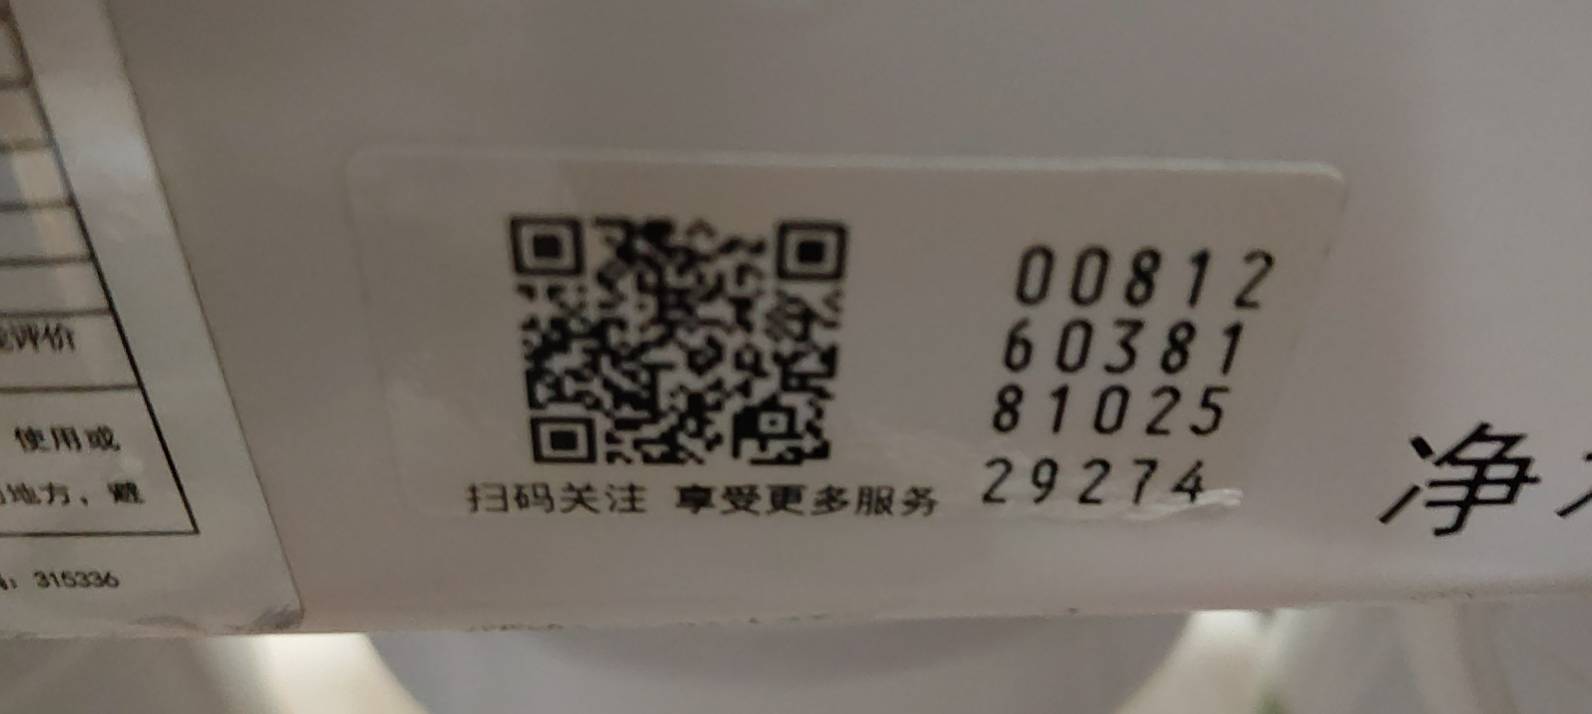 评价
使用或
地方、避
：315336
扫码关注 享受更多服务
00812
60381
81025
29274
净